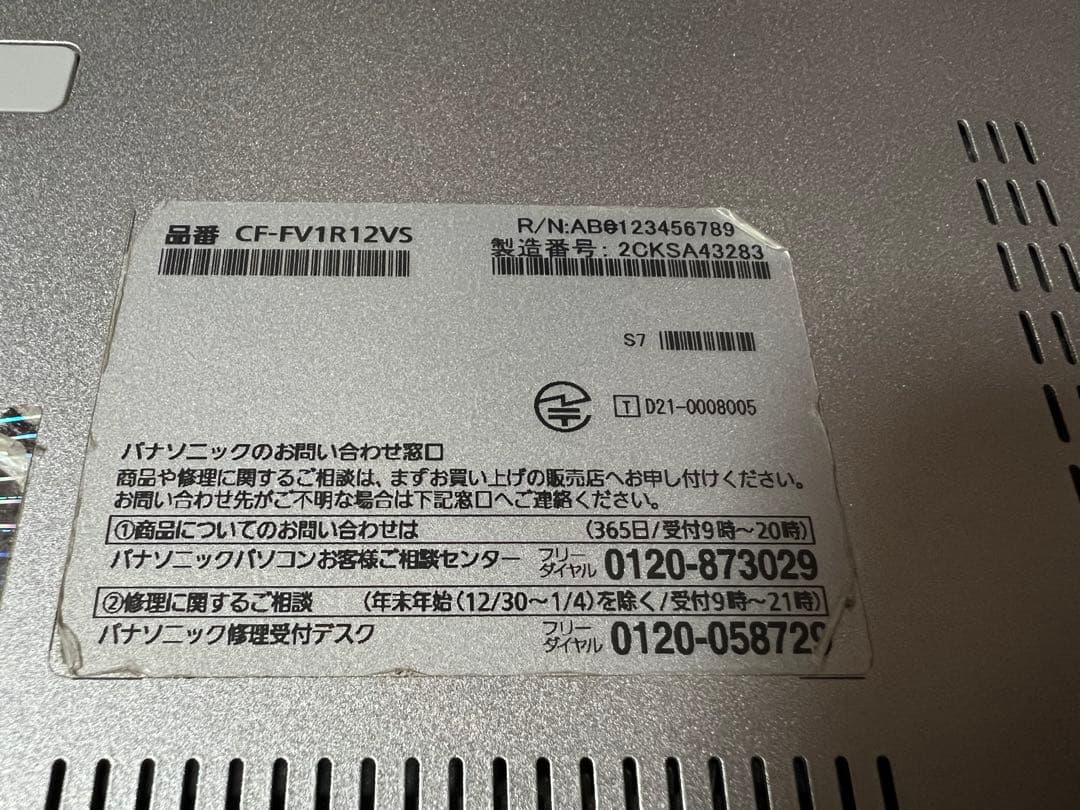 品番 CF-FV1R12VS
R/N:AB0123456789
製造番号: 2CKSA43283
S7
T D21-0008005
パナソニックのお問い合わせ窓口
商品や修理に関するご相談は、まずお買い上げの販売店へお申し付けください。
お問い合わせ先がご不明な場合は下記窓口へご連絡ください。
①商品についてのお問い合わせは (365日/受付9時～20時)
パナソニックパソコンお客様ご相談センター フリーダイヤル 0120-873029
②修理に関するご相談 (年末年始(12/30～1/4)を除く/受付9時～21時)
パナソニック修理受付デスク フリーダイヤル 0120-058729